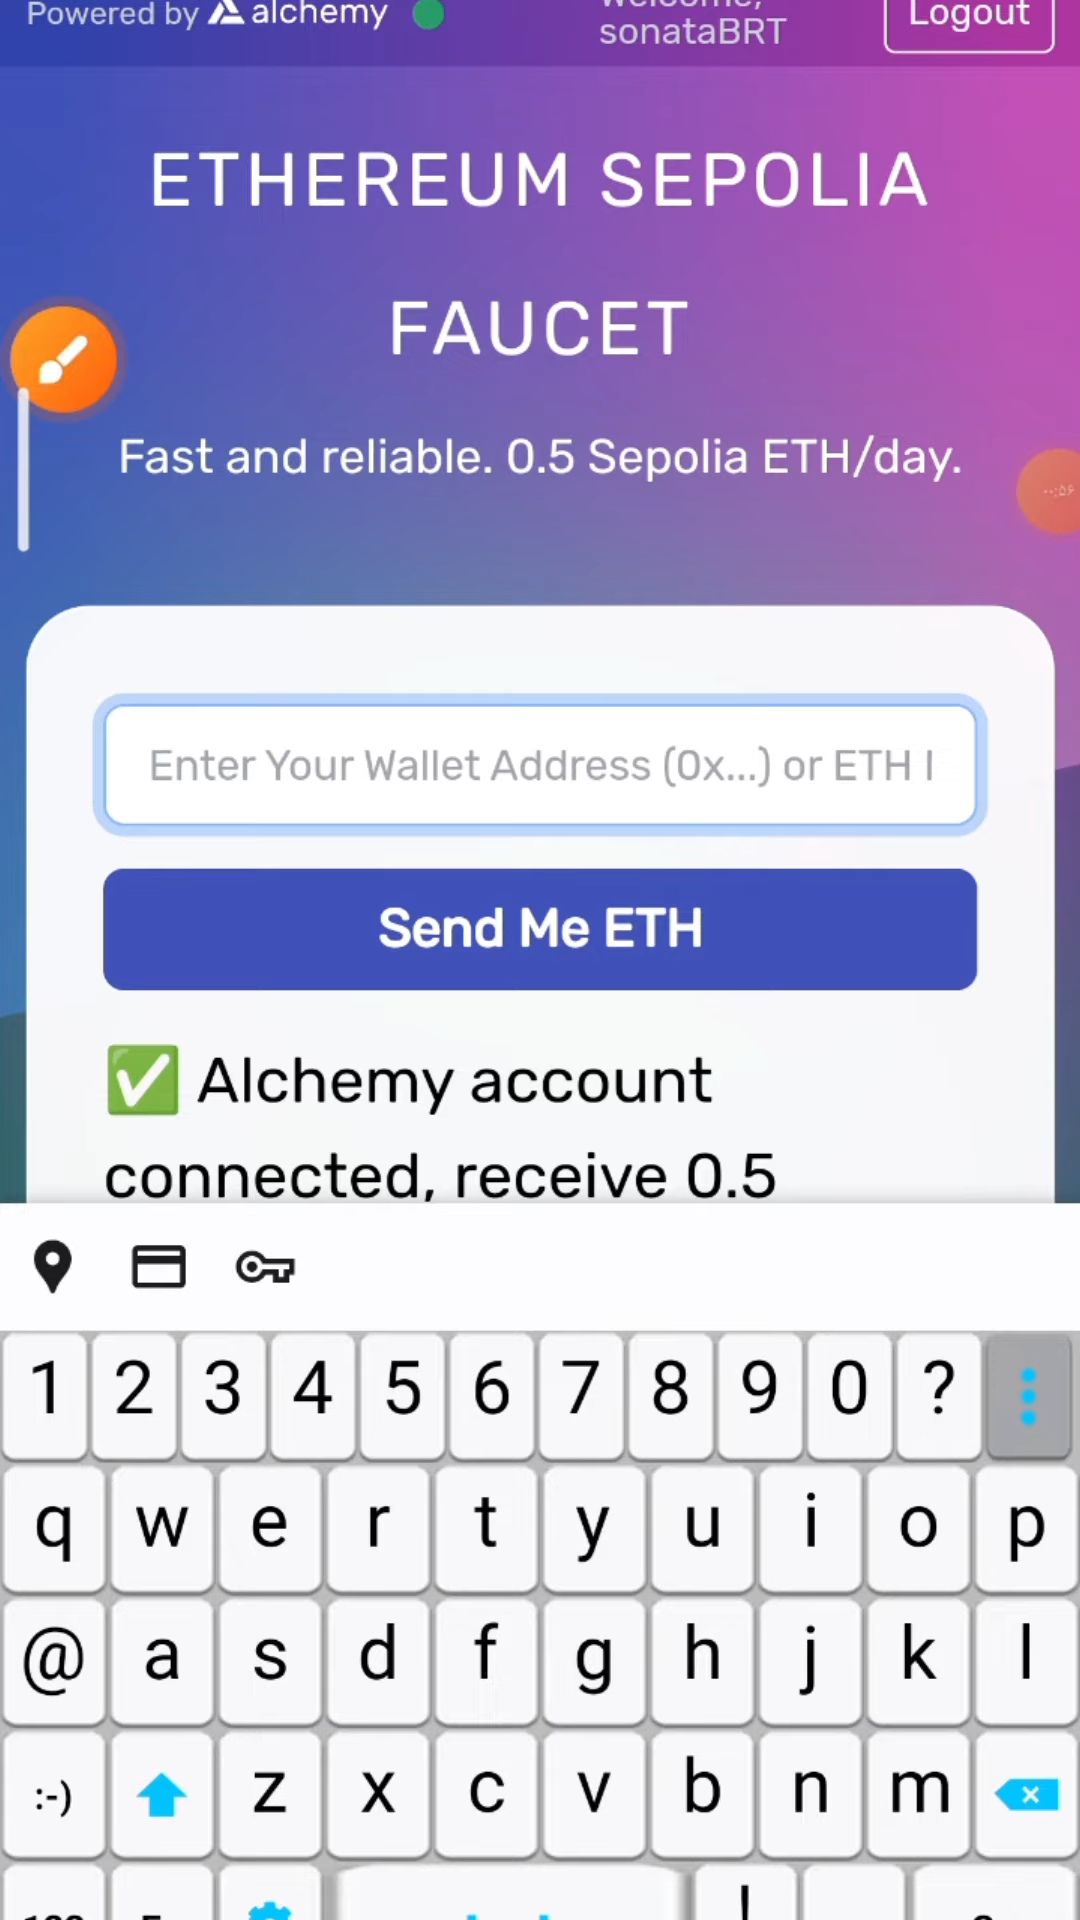 Powered by alchemy
sonataBRT
Logout
ETHEREUM SEPOLIA
FAUCET
Fast and reliable. 0.5 Sepolia ETH/day.
۰۰:۵۶
Enter Your Wallet Address (0x...) or ETH
Send Me ETH
✅ Alchemy account
connected, receive 0.5
1 2 3 4 5 6 7 8 9 0 ?
q w e r t y u i o p
@ a s d f g h j k l
:-) z x c v b n m
!